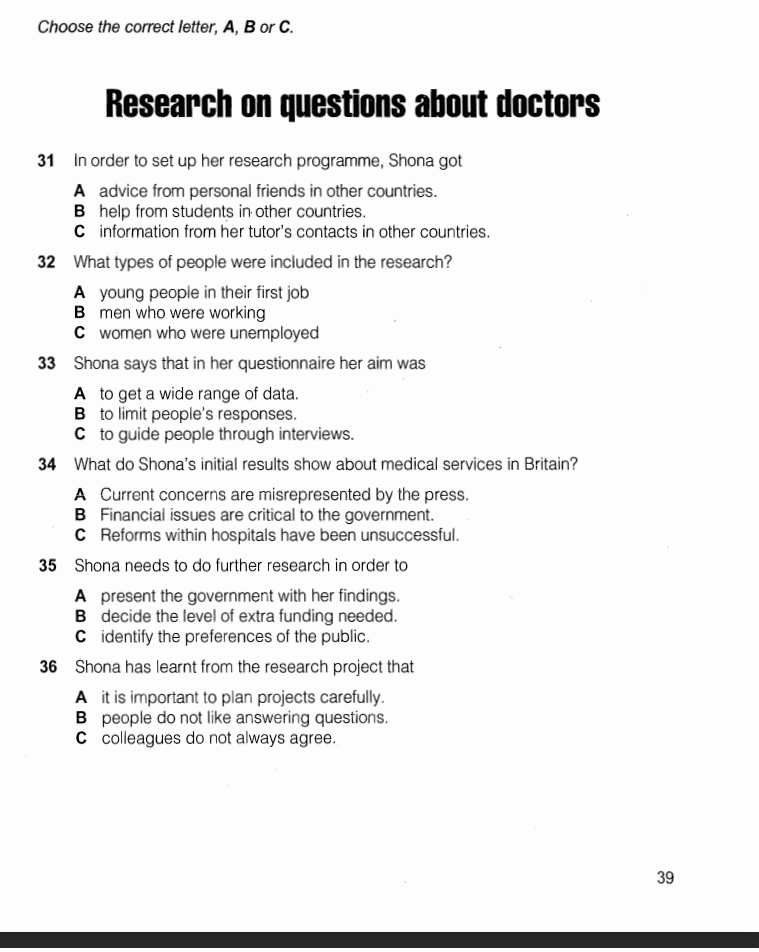 Choose the correct letter, A, B or C.
Research on questions about doctors
31 In order to set up her research programme, Shona got
A advice from personal friends in other countries.
B help from students in other countries.
C information from her tutor's contacts in other countries.
32 What types of people were included in the research?
A young people in their first job
B men who were working
C women who were unemployed
33 Shona says that in her questionnaire her aim was
A to get a wide range of data.
B to limit people's responses.
C to guide people through interviews.
34 What do Shona's initial results show about medical services in Britain?
A Current concerns are misrepresented by the press.
B Financial issues are critical to the government.
C Reforms within hospitals have been unsuccessful.
35 Shona needs to do further research in order to
A present the government with her findings.
B decide the level of extra funding needed.
C identify the preferences of the public.
36 Shona has learnt from the research project that
A it is important to plan projects carefully.
B people do not like answering questions.
C colleagues do not always agree.
39